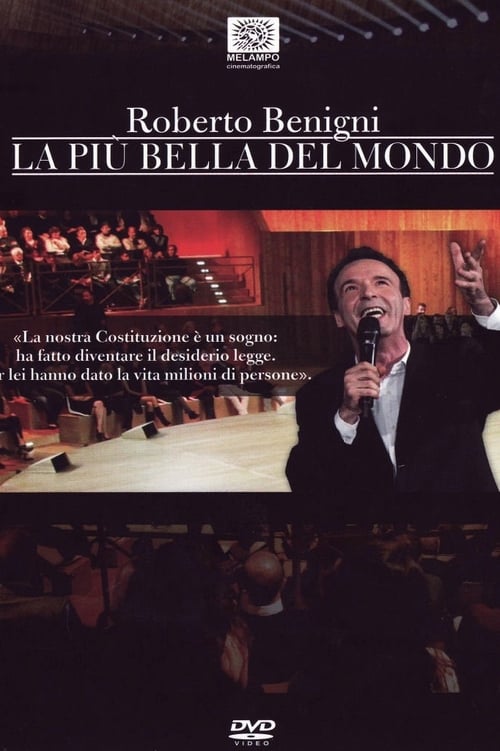 MELAMPO
cinematografica
Roberto Benigni
LA PIÙ BELLA DEL MONDO
«La nostra Costituzione è un sogno:
ha fatto diventare il desiderio legge.
r lei hanno dato la vita milioni di persone».
DVD
VIDEO